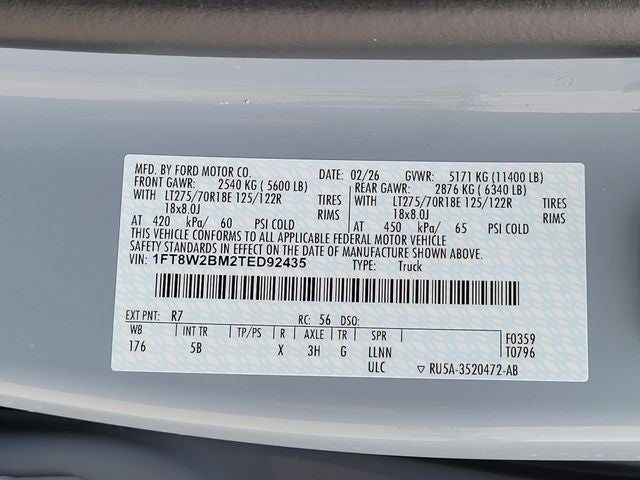 MFD. BY FORD MOTOR CO. DATE: 02/26 GVWR: 5171 KG (11400 LB)
FRONT GAWR: 2540 KG ( 5600 LB) REAR GAWR: 2876 KG ( 6340 LB)
WITH LT275/70R18E 125/122R TIRES WITH LT275/70R18E 125/122R TIRES
18x8.0J RIMS 18x8.0J RIMS
AT 420 kPa/ 60 PSI COLD AT 450 kPa/ 65 PSI COLD
THIS VEHICLE CONFORMS TO ALL APPLICABLE FEDERAL MOTOR VEHICLE
SAFETY STANDARDS IN EFFECT ON THE DATE OF MANUFACTURE SHOWN ABOVE.
VIN: 1FT8W2BM2TED92435 TYPE: Truck
EXT PNT: R7 RC: 56 DSO: F0359
WB INT TR TP/PS R AXLE TR SPR T0796
176 5B X 3H G LLNN
ULC ▽ RU5A-3520472-AB